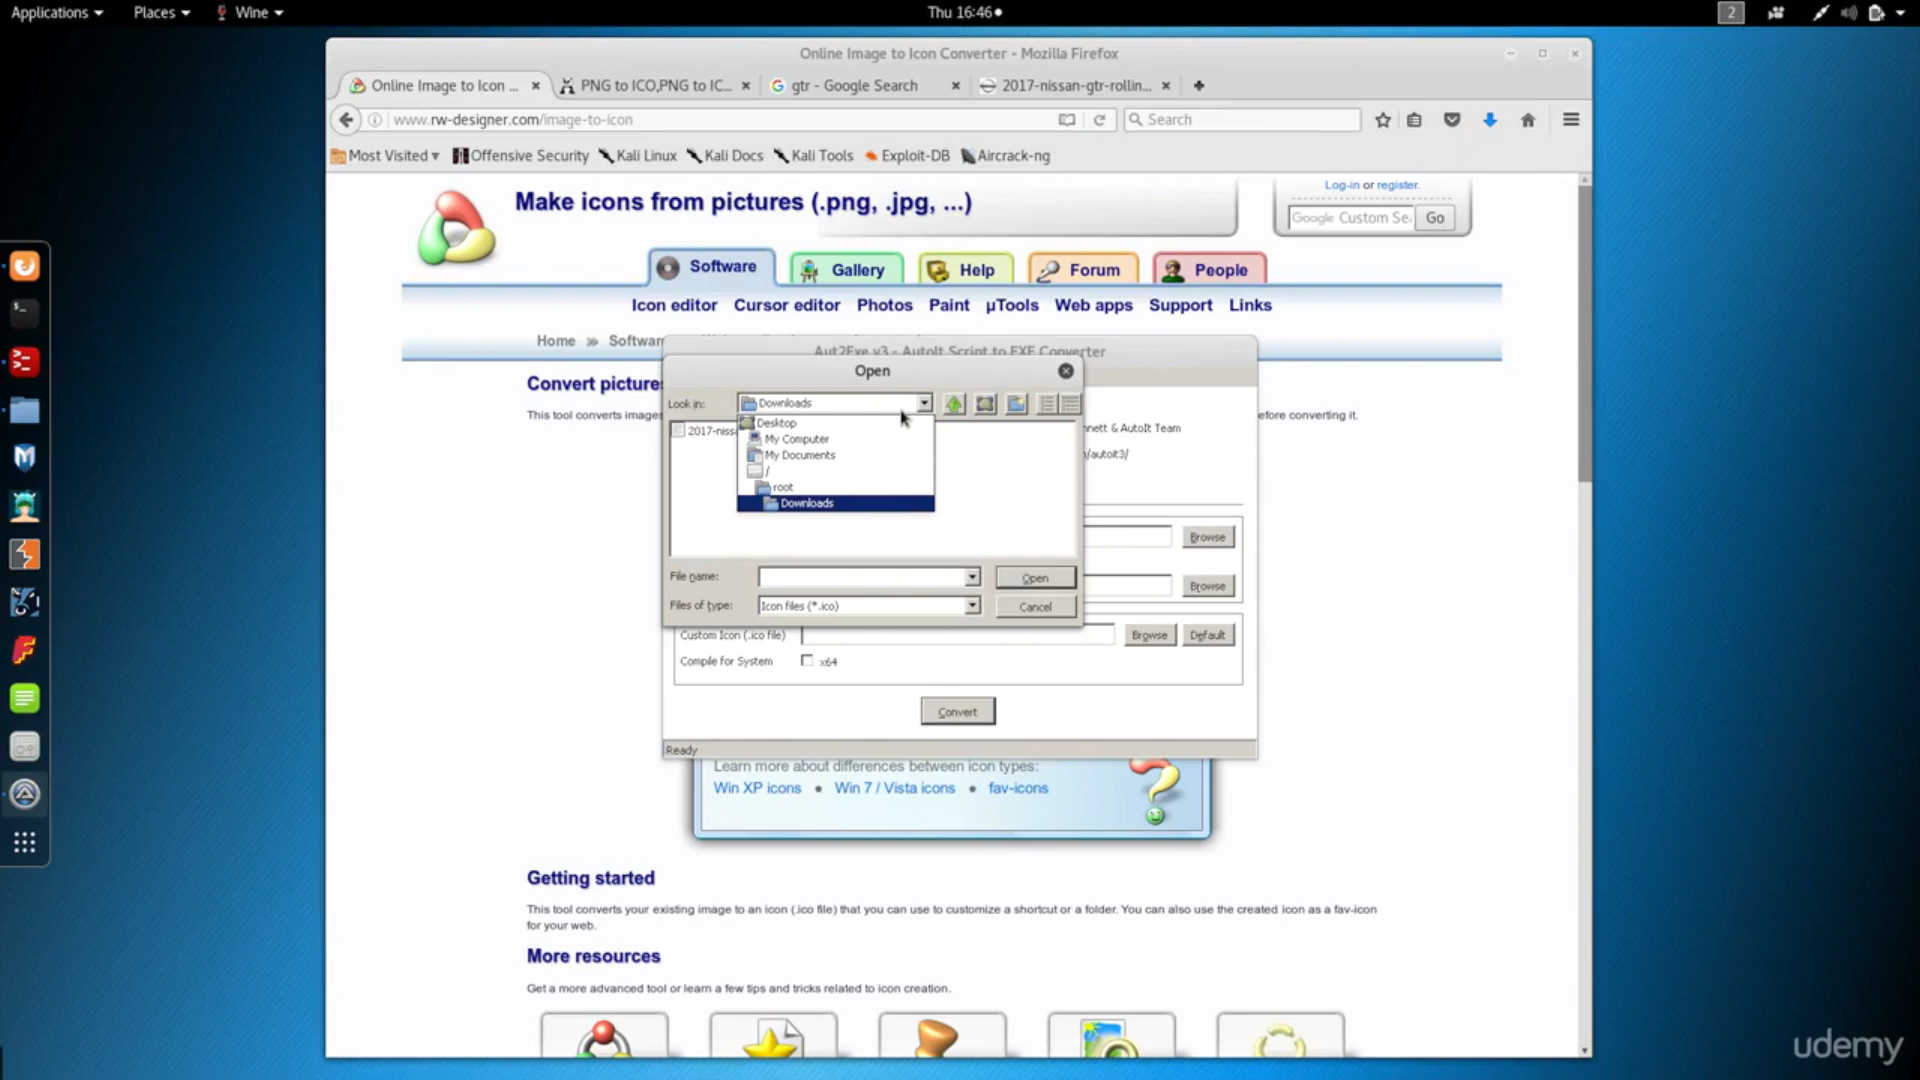 Applications
Places
Wine
Thu 16:46
2
Online Image to Icon Converter - Mozilla Firefox
Online Image to Icon ...
PNG to ICO,PNG to IC...
gtr - Google Search
2017-nissan-gtr-rollin...
www.rw-designer.com/image-to-icon
Search
Most Visited
Offensive Security
Kali Linux
Kali Docs
Kali Tools
Exploit-DB
Aircrack-ng
Make icons from pictures (.png, .jpg, ...)
Log-in or register.
Google Custom Se
Go
Software
Gallery
Help
Forum
People
Icon editor
Cursor editor
Photos
Paint
µTools
Web apps
Support
Links
Home » Softwar
Aut2Exe v3 - AutoIt Script to EXE Converter
Open
Convert picture
Look in:
Downloads
This tool converts image
efore converting it.
Desktop
2017-niss
nnett & AutoIt Team
My Computer
My Documents
n/autoit3/
/
root
Downloads
Browse
File name:
Open
Browse
Files of type:
Icon files (*.ico)
Cancel
Custom Icon (.ico file)
Browse
Default
Compile for System
x64
Convert
Ready
Learn more about differences between icon types:
Win XP icons • Win 7 / Vista icons • fav-icons
Getting started
This tool converts your existing image to an icon (.ico file) that you can use to customize a shortcut or a folder. You can also use the created icon as a fav-icon
for your web.
More resources
Get a more advanced tool or learn a few tips and tricks related to icon creation.
udemy